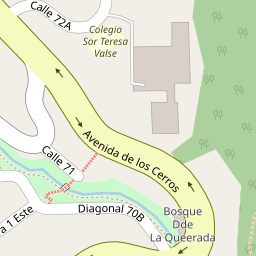 Calle 72A
Colegio
Sor Teresa
Valse
Avenida de los Cerros
Calle 71
Diagonal 70B
a 1 Este
Bosque
Dde
La Queerada